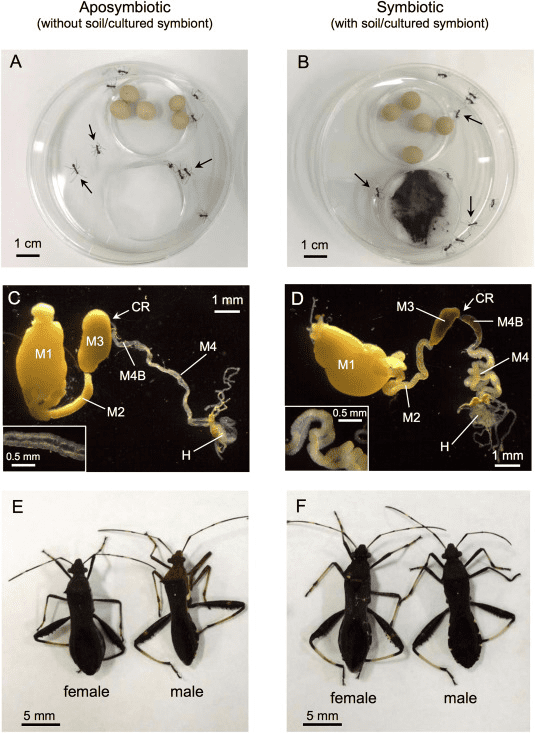 Aposymbiotic
(without soil/cultured symbiont)
Symbiotic
(with soil/cultured symbiont)
A
1 cm
B
1 cm
C
CR
1 mm
M1
M3
M4
M4B
M2
0.5 mm
H
D
CR
M3
M4B
M1
M4
0.5 mm
M2
H
1 mm
E
female
male
5 mm
F
female
male
5 mm